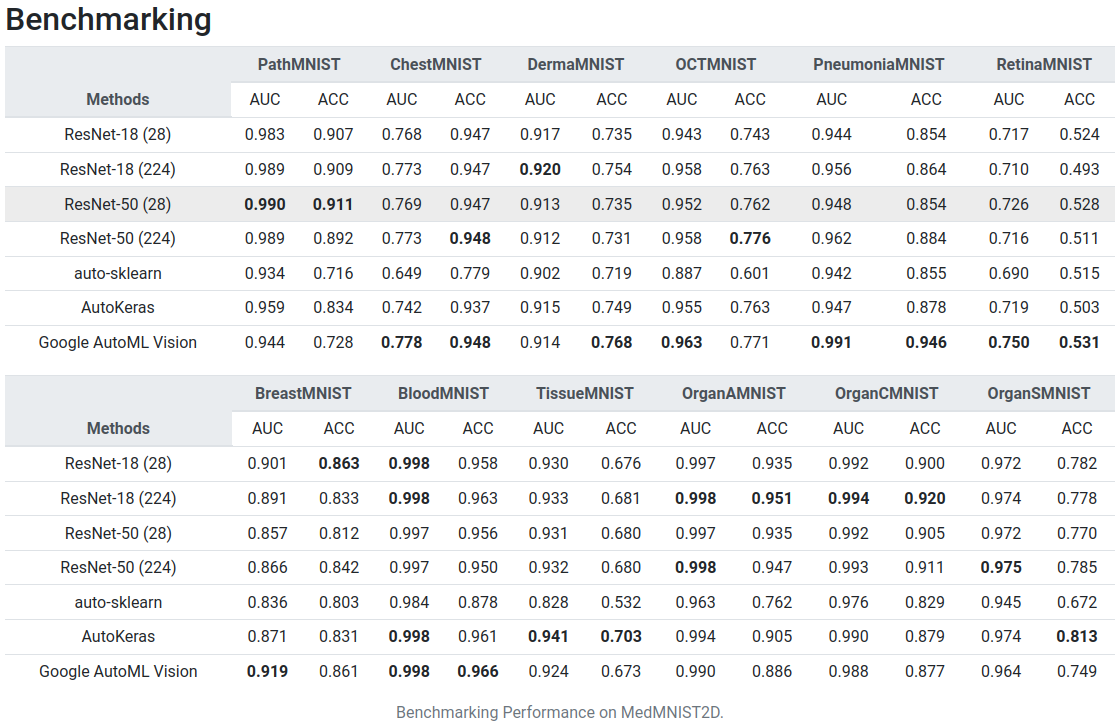 Benchmarking
PathMNIST ChestMNIST DermaMNIST OCTMNIST PneumoniaMNIST RetinaMNIST
Methods AUC ACC AUC ACC AUC ACC AUC ACC AUC ACC AUC ACC
ResNet-18 (28) 0.983 0.907 0.768 0.947 0.917 0.735 0.943 0.743 0.944 0.854 0.717 0.524
ResNet-18 (224) 0.989 0.909 0.773 0.947 0.920 0.754 0.958 0.763 0.956 0.864 0.710 0.493
ResNet-50 (28) 0.990 0.911 0.769 0.947 0.913 0.735 0.952 0.762 0.948 0.854 0.726 0.528
ResNet-50 (224) 0.989 0.892 0.773 0.948 0.912 0.731 0.958 0.776 0.962 0.884 0.716 0.511
auto-sklearn 0.934 0.716 0.649 0.779 0.902 0.719 0.887 0.601 0.942 0.855 0.690 0.515
AutoKeras 0.959 0.834 0.742 0.937 0.915 0.749 0.955 0.763 0.947 0.878 0.719 0.503
Google AutoML Vision 0.944 0.728 0.778 0.948 0.914 0.768 0.963 0.771 0.991 0.946 0.750 0.531
BreastMNIST BloodMNIST TissueMNIST OrganAMNIST OrganCMNIST OrganSMNIST
Methods AUC ACC AUC ACC AUC ACC AUC ACC AUC ACC AUC ACC
ResNet-18 (28) 0.901 0.863 0.998 0.958 0.930 0.676 0.997 0.935 0.992 0.900 0.972 0.782
ResNet-18 (224) 0.891 0.833 0.998 0.963 0.933 0.681 0.998 0.951 0.994 0.920 0.974 0.778
ResNet-50 (28) 0.857 0.812 0.997 0.956 0.931 0.680 0.997 0.935 0.992 0.905 0.972 0.770
ResNet-50 (224) 0.866 0.842 0.997 0.950 0.932 0.680 0.998 0.947 0.993 0.911 0.975 0.785
auto-sklearn 0.836 0.803 0.984 0.878 0.828 0.532 0.963 0.762 0.976 0.829 0.945 0.672
AutoKeras 0.871 0.831 0.998 0.961 0.941 0.703 0.994 0.905 0.990 0.879 0.974 0.813
Google AutoML Vision 0.919 0.861 0.998 0.966 0.924 0.673 0.990 0.886 0.988 0.877 0.964 0.749
Benchmarking Performance on MedMNIST2D.